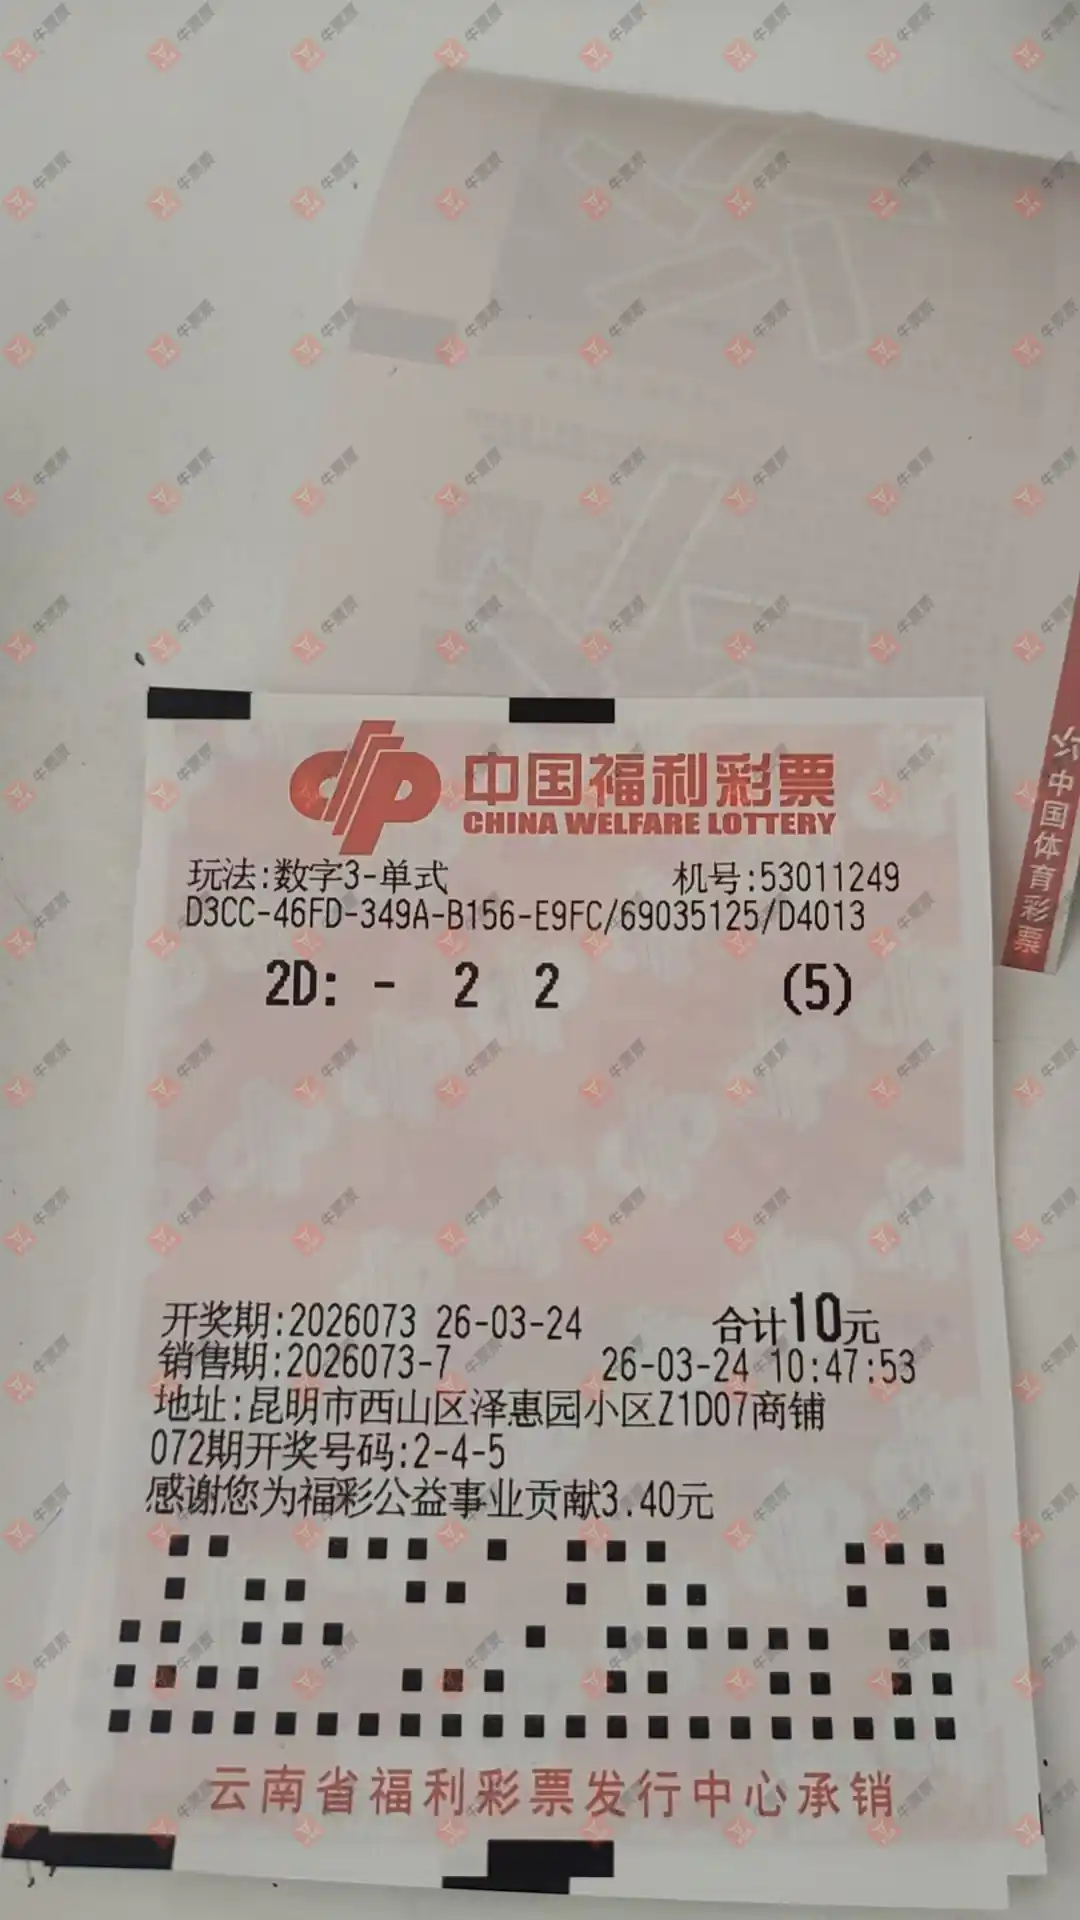 中国福利彩票
CHINA WELFARE LOTTERY
玩法:数字3-单式 机号:53011249
D3CC-46FD-349A-B156-E9FC/69035125/D4013
2D: - 2 2 (5)
开奖期:2026073 26-03-24 合计10元
销售期:2026073-7 26-03-24 10:47:53
地址:昆明市西山区泽惠园小区Z1D07商铺
072期开奖号码:2-4-5
感谢您为福彩公益事业贡献3.40元
云南省福利彩票发行中心承销
中国体育彩票
牛票票